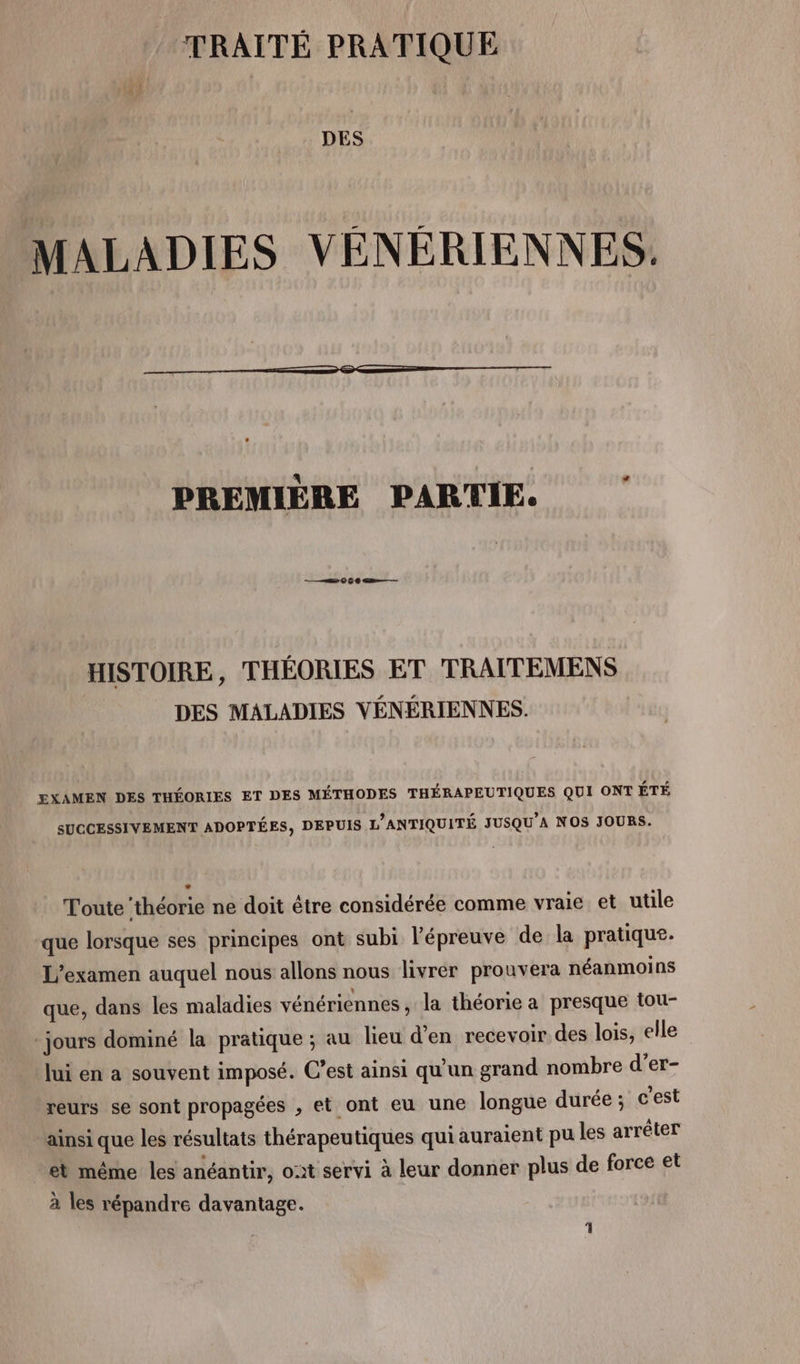 TRAITÉ PRATIQUE
DES
MALADIES VÉNÉRIENNES.
PREMIÈRE PARTIE.
HISTOIRE, THÉORIES ET TRAITEMENS
DES MALADIES VÉNÉRIENNES.
EXAMEN DES THÉORIES ET DES MÉTHODES THÉRAPEUTIQUES QUI ONT ÉTÉ
SUCCESSIVEMENT ADOPTÉES, DEPUIS L'ANTIQUITÉ JUSQU'A NOS JOURS.
Toute théorie ne doit être considérée comme vraie et utile
que lorsque ses principes ont subi l'épreuve de la pratique.
L'examen auquel nous allons nous livrer prouvera néanmoins
que, dans les maladies vénériennes, la théorie a presque tou-
jours dominé la pratique ; au lieu d'en recevoir des lois, elle
lui en a souvent imposé. C'est ainsi qu'un grand nombre d'er-
reurs se sont propagées , et ont eu une longue durée ; c'est
ainsi que les résultats thérapeutiques qui auraient pu les arrêter
et même les anéantir, ont servi à leur donner plus de force et
à les répandre davantage.
1